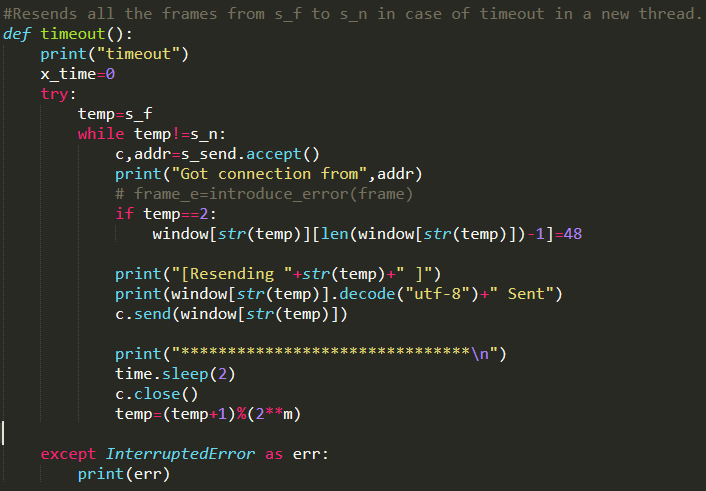 #Resends all the frames from s_f to s_n in case of timeout in a new thread.
def timeout():
    print("timeout")
    x_time=0
    try:
        temp=s_f
        while temp!=s_n:
            c,addr=s_send.accept()
            print("Got connection from",addr)
            # frame_e=introduce_error(frame)
            if temp==2:
                window[str(temp)][len(window[str(temp)])-1]=48

            print("[Resending "+str(temp)+" ]")
            print(window[str(temp)].decode("utf-8")+" Sent")
            c.send(window[str(temp)])

            print("*******************************\n")
            time.sleep(2)
            c.close()
            temp=(temp+1)%(2**m)

    except InterruptedError as err:
        print(err)